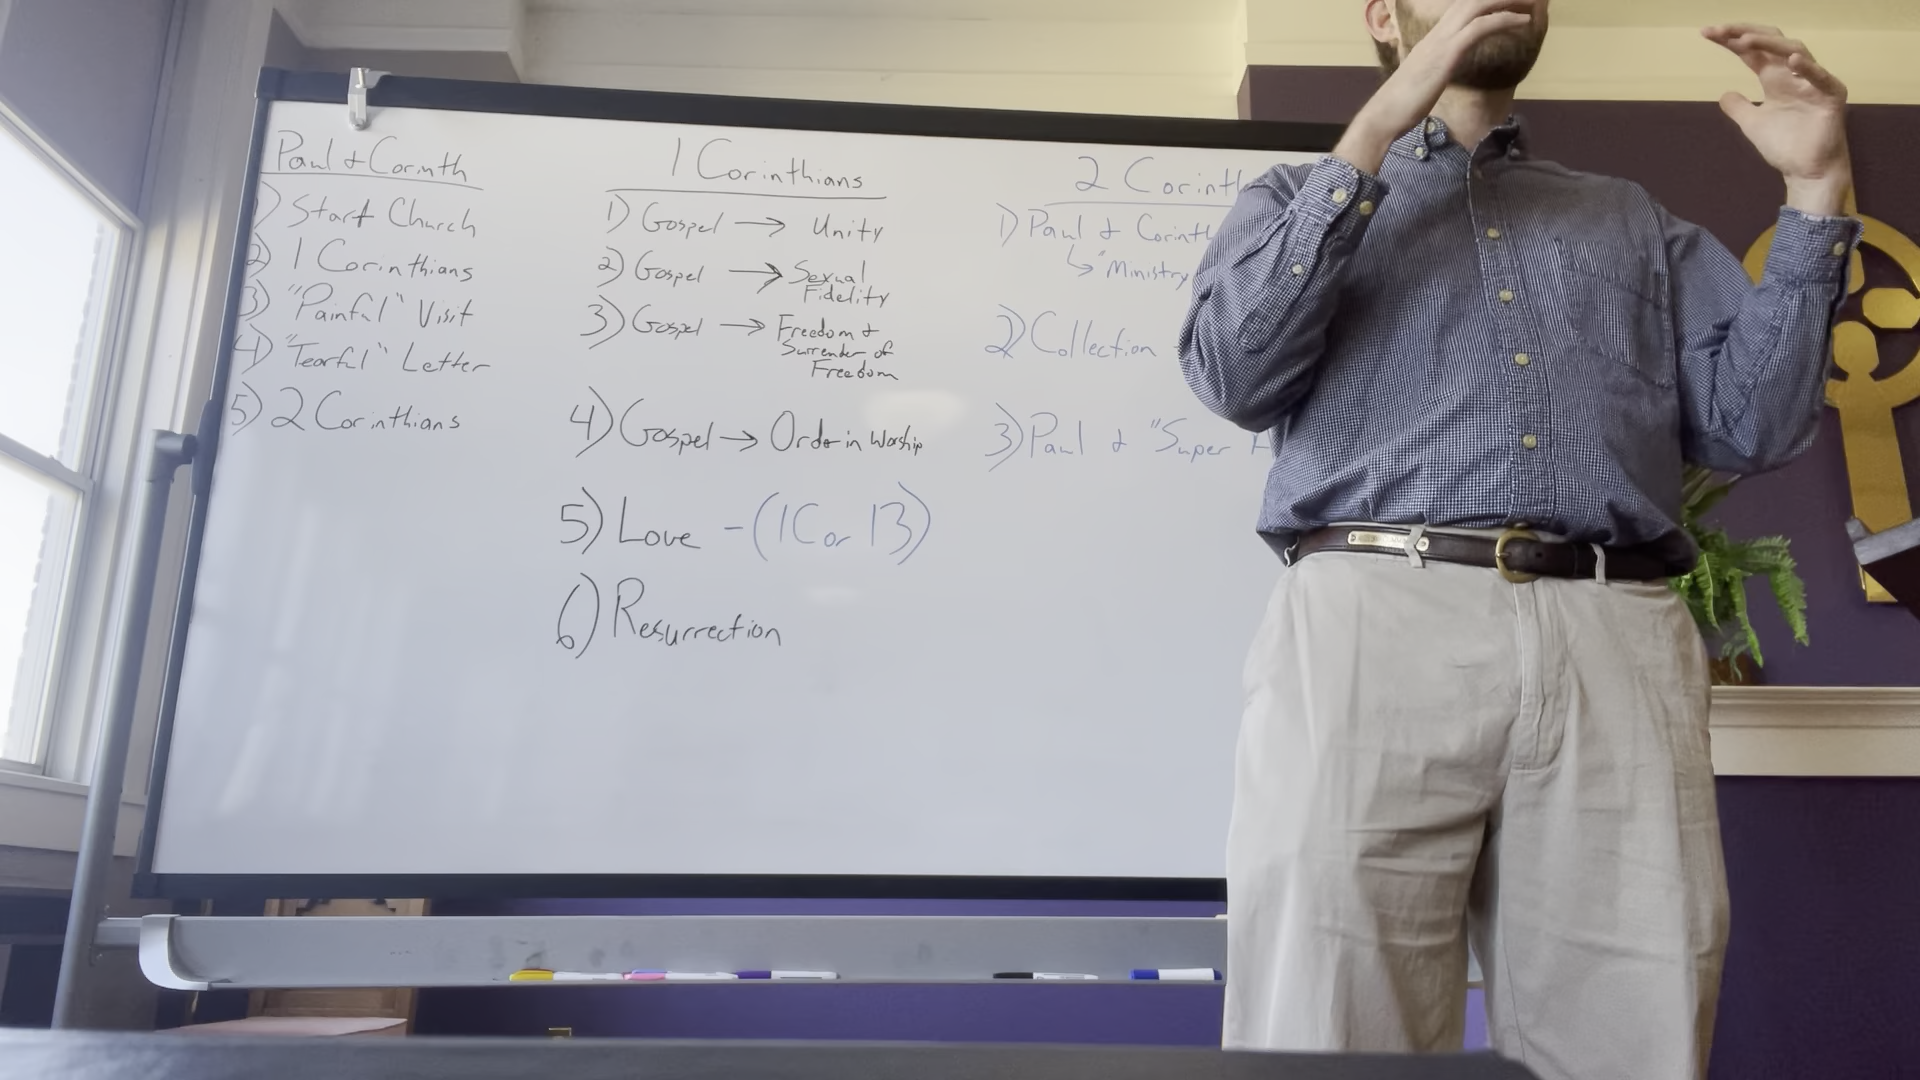 Paul & Corinth
1) Start Church
2) 1 Corinthians
3) "Painful" Visit
4) "Tearful" Letter
5) 2 Corinthians
1 Corinthians
1) Gospel → Unity
2) Gospel → Sexual
Fidelity
3) Gospel → Freedom &
Surrender of
Freedom
4) Gospel → Order in Worship
5) Love - (1 Cor 13)
6) Resurrection
2 Corinth
1) Paul & Corinth
↳ "Ministry
2) Collection
3) Paul & "Super